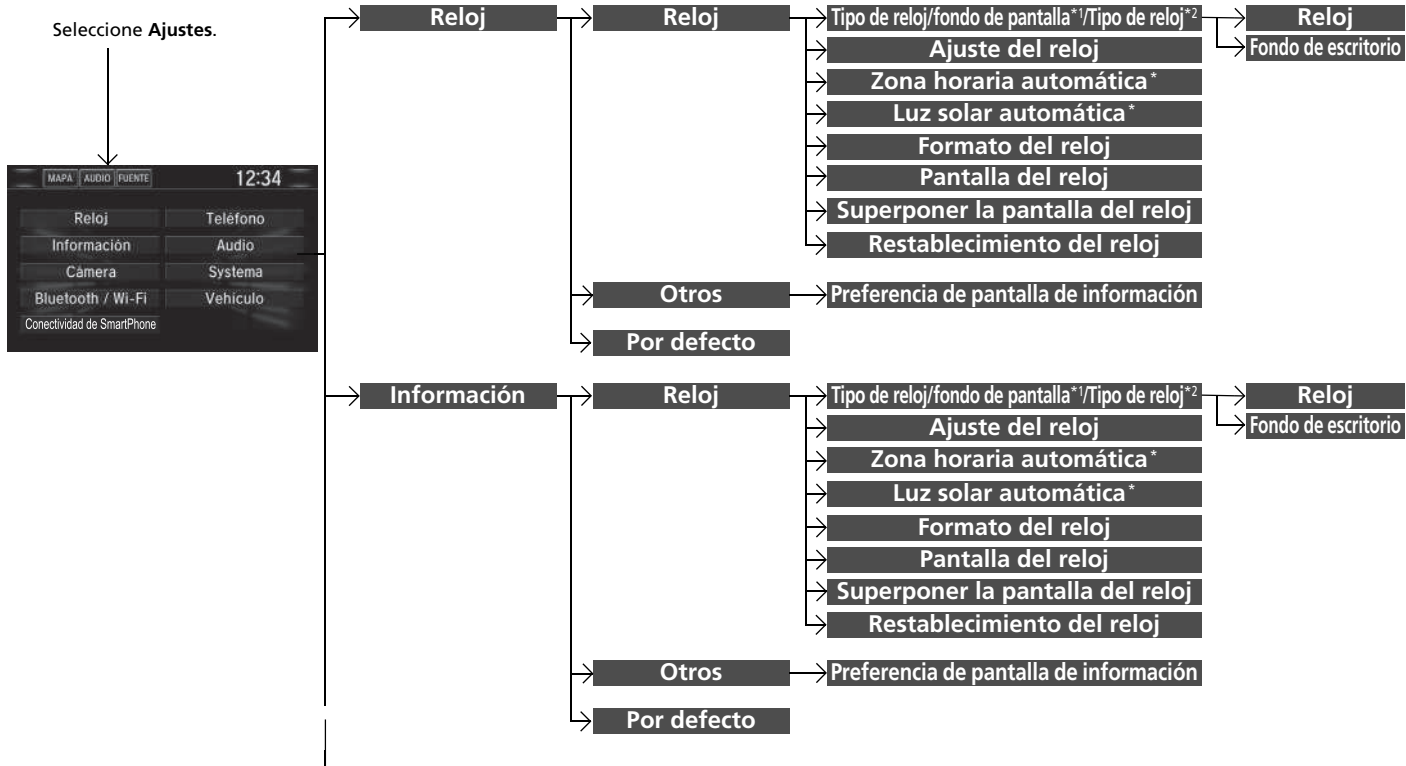 Seleccione Ajustes.
MAPA AUDIO FUENTE 12:34
Reloj Teléfono
Información Audio
Cámera Systema
Bluetooth / Wi-Fi Vehículo
Conectividad de SmartPhone
Reloj
Reloj
Tipo de reloj/fondo de pantalla*1/Tipo de reloj*2
Reloj
Fondo de escritorio
Ajuste del reloj
Zona horaria automática*
Luz solar automática*
Formato del reloj
Pantalla del reloj
Superponer la pantalla del reloj
Restablecimiento del reloj
Otros
Preferencia de pantalla de información
Por defecto
Información
Reloj
Tipo de reloj/fondo de pantalla*1/Tipo de reloj*2
Reloj
Fondo de escritorio
Ajuste del reloj
Zona horaria automática*
Luz solar automática*
Formato del reloj
Pantalla del reloj
Superponer la pantalla del reloj
Restablecimiento del reloj
Otros
Preferencia de pantalla de información
Por defecto